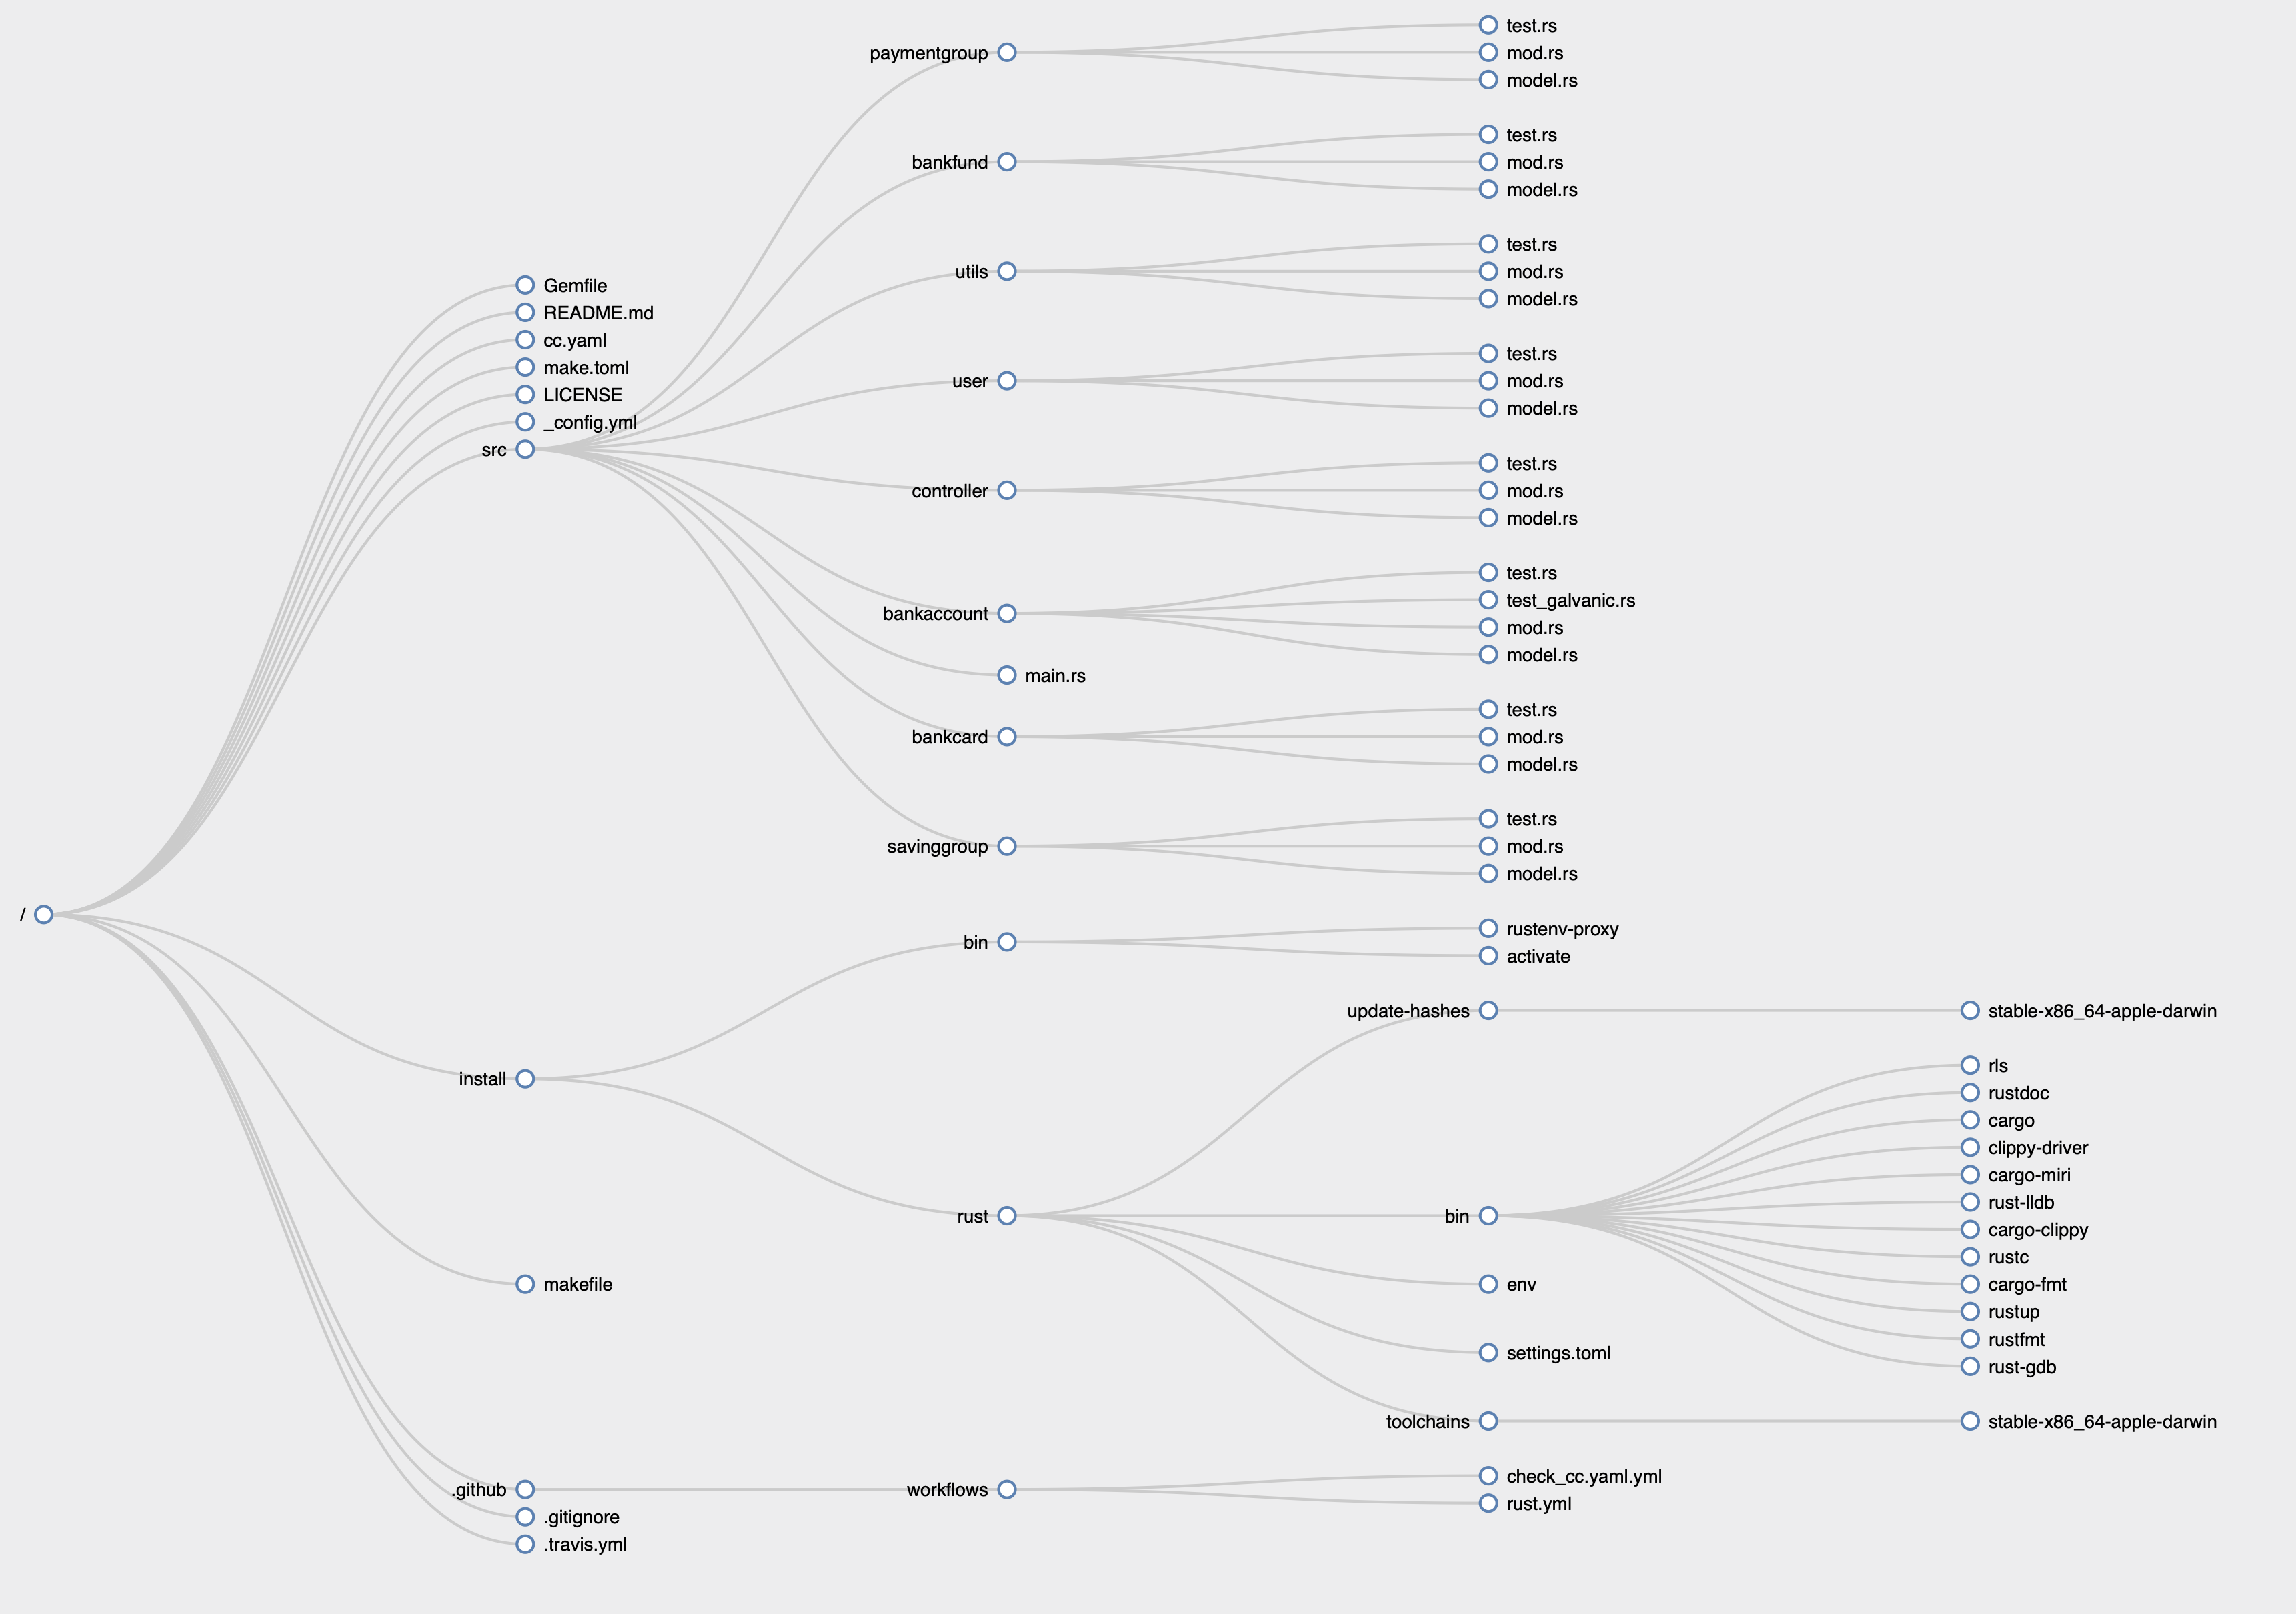 /
Gemfile
README.md
cc.yaml
make.toml
LICENSE
_config.yml
src
paymentgroup
test.rs
mod.rs
model.rs
bankfund
test.rs
mod.rs
model.rs
utils
test.rs
mod.rs
model.rs
user
test.rs
mod.rs
model.rs
controller
test.rs
mod.rs
model.rs
bankaccount
test.rs
test_galvanic.rs
mod.rs
model.rs
main.rs
bankcard
test.rs
mod.rs
model.rs
savinggroup
test.rs
mod.rs
model.rs
install
bin
rustenv-proxy
activate
rust
update-hashes
stable-x86_64-apple-darwin
bin
rls
rustdoc
cargo
clippy-driver
cargo-miri
rust-lldb
cargo-clippy
rustc
cargo-fmt
rustup
rustfmt
rust-gdb
env
settings.toml
toolchains
stable-x86_64-apple-darwin
makefile
.github
workflows
check_cc.yaml.yml
rust.yml
.gitignore
.travis.yml